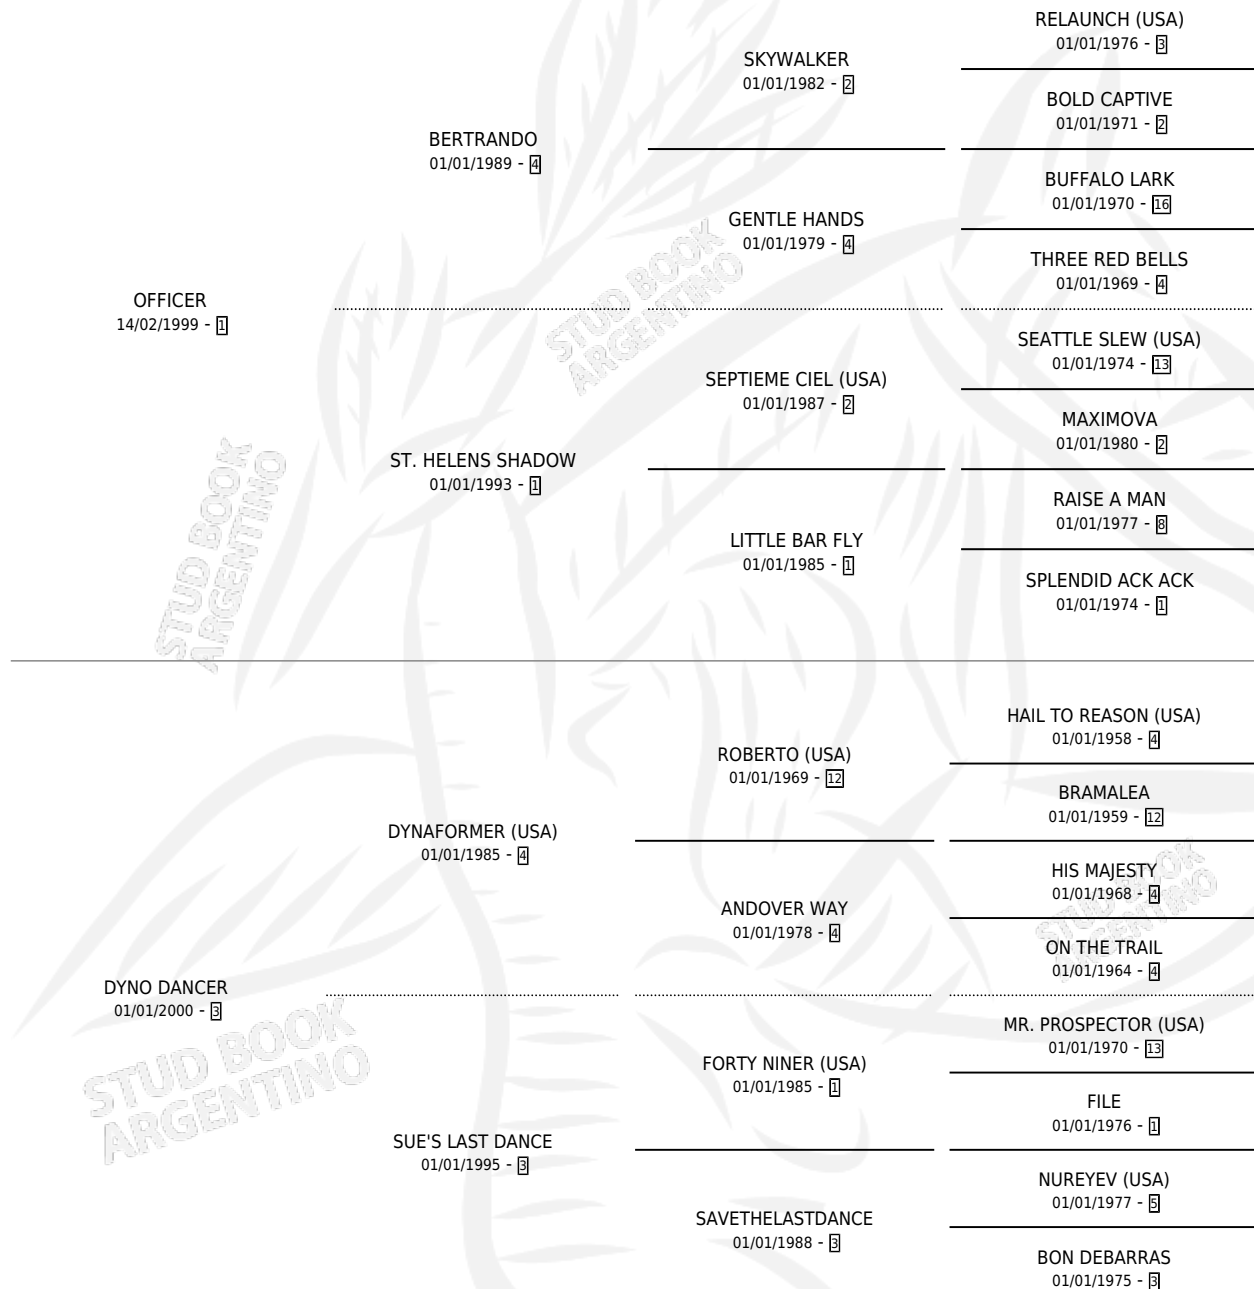 RELAUNCH (USA)
01/01/1976 - 3
SKYWALKER
01/01/1982 - 2
BOLD CAPTIVE
01/01/1971 - 2
BERTRANDO
01/01/1989 - 4
BUFFALO LARK
01/01/1970 - 16
GENTLE HANDS
01/01/1979 - 4
THREE RED BELLS
01/01/1969 - 4
OFFICER
14/02/1999 - 1
SEATTLE SLEW (USA)
01/01/1974 - 13
SEPTIEME CIEL (USA)
01/01/1987 - 2
MAXIMOVA
01/01/1980 - 2
ST. HELENS SHADOW
01/01/1993 - 1
RAISE A MAN
01/01/1977 - 8
LITTLE BAR FLY
01/01/1985 - 1
SPLENDID ACK ACK
01/01/1974 - 1
HAIL TO REASON (USA)
01/01/1958 - 4
ROBERTO (USA)
01/01/1969 - 12
BRAMALEA
01/01/1959 - 12
DYNAFORMER (USA)
01/01/1985 - 4
HIS MAJESTY
01/01/1968 - 4
ANDOVER WAY
01/01/1978 - 4
ON THE TRAIL
01/01/1964 - 4
DYNO DANCER
01/01/2000 - 3
MR. PROSPECTOR (USA)
01/01/1970 - 13
FORTY NINER (USA)
01/01/1985 - 1
FILE
01/01/1976 - 1
SUE'S LAST DANCE
01/01/1995 - 3
NUREYEV (USA)
01/01/1977 - 5
SAVETHELASTDANCE
01/01/1988 - 3
BON DEBARRAS
01/01/1975 - 3
STUD BOOK
ARGENTINO
STUD BOOK
ARGENTINO
STUD BOOK
ARGENTINO
STUD BOOK
ARGENTINO